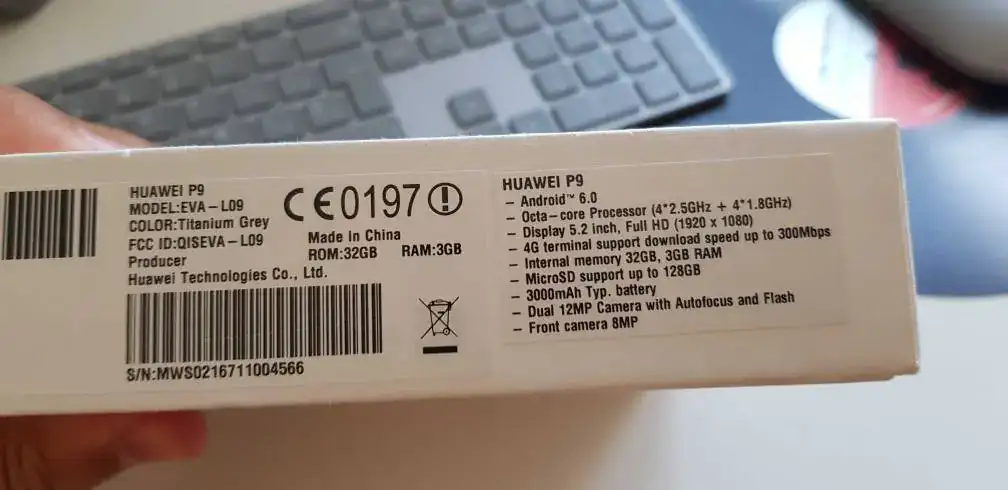 HUAWEI P9
MODEL:EVA-L09
COLOR:Titanium Grey
FCC ID:QISEVA-L09
Producer
Huawei Technologies Co., Ltd.
CE0197
Made in China
ROM:32GB RAM:3GB
S/N:MWS0216711004566
HUAWEI P9
- Android™ 6.0
- Octa-core Processor (4*2.5GHz + 4*1.8GHz)
- Display 5.2 inch, Full HD (1920 x 1080)
- 4G terminal support download speed up to 300Mbps
- Internal memory 32GB, 3GB RAM
- MicroSD support up to 128GB
- 3000mAh Typ. battery
- Dual 12MP Camera with Autofocus and Flash
- Front camera 8MP